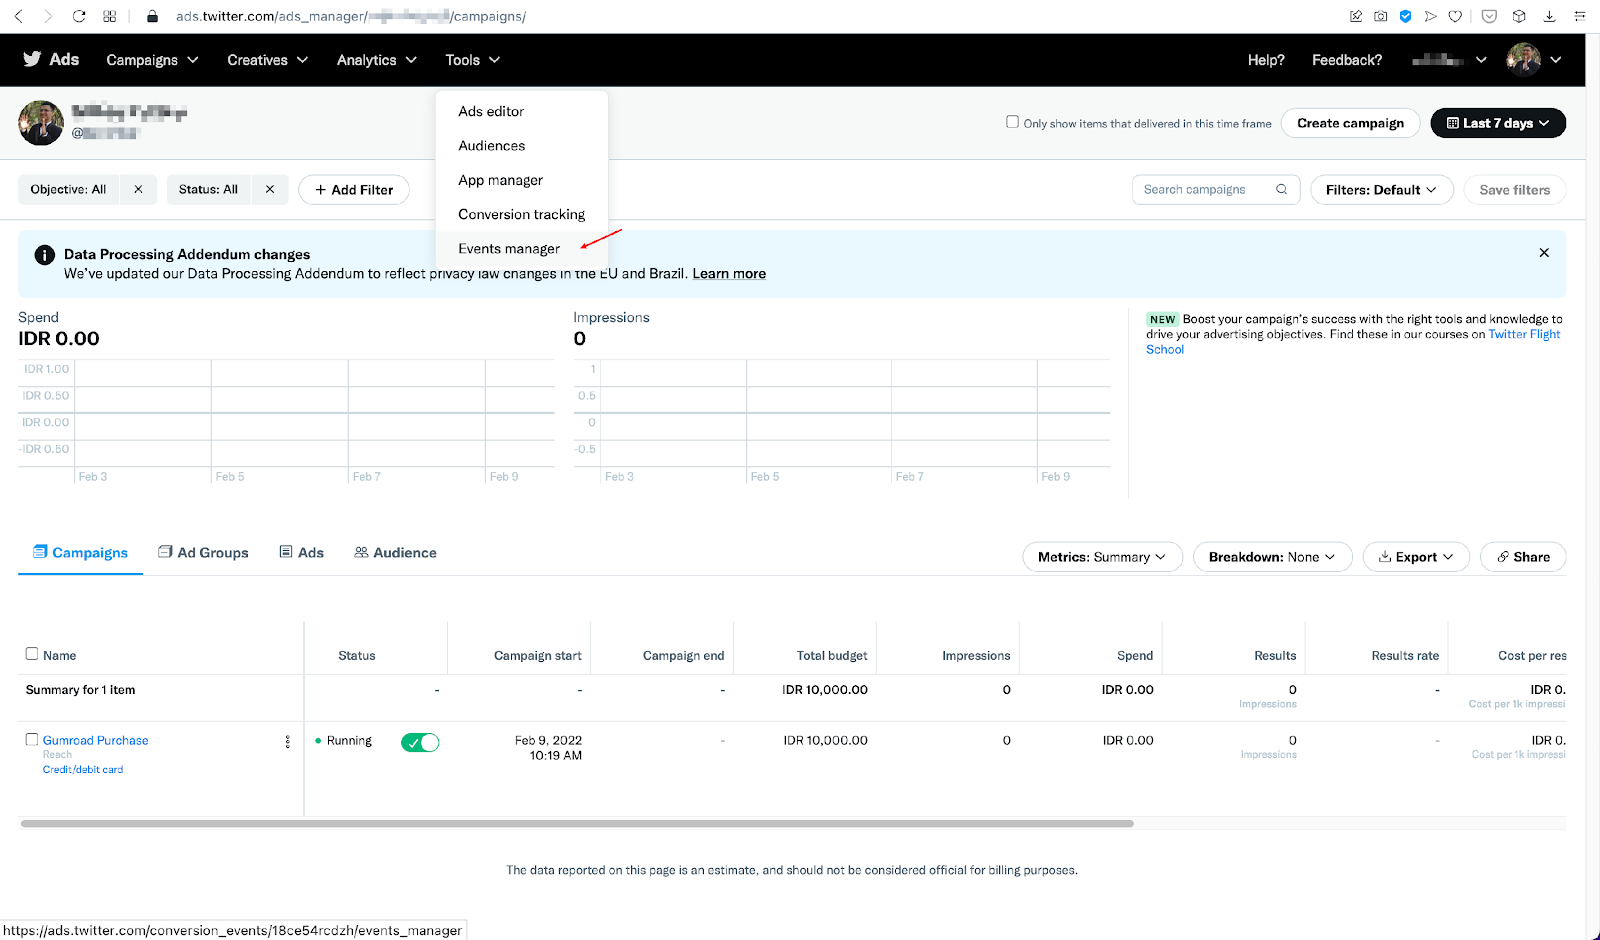 ads.twitter.com/ads_manager/ /campaigns/
Ads Campaigns Creatives Analytics Tools Help? Feedback?
@
Ads editor
Audiences
App manager
Conversion tracking
Events manager
Only show items that delivered in this time frame
Create campaign
Last 7 days
Objective: All
Status: All
+ Add Filter
Search campaigns
Filters: Default
Save filters
Data Processing Addendum changes
We've updated our Data Processing Addendum to reflect privacy law changes in the EU and Brazil. Learn more
Spend
IDR 0.00
IDR 1.00
IDR 0.50
IDR 0.00
-IDR 0.50
Feb 3 Feb 5 Feb 7 Feb 9
Impressions
0
1
0.5
0
-0.5
Feb 3 Feb 5 Feb 7 Feb 9
NEW Boost your campaign's success with the right tools and knowledge to
drive your advertising objectives. Find these in our courses on Twitter Flight
School
Campaigns Ad Groups Ads Audience
Metrics: Summary Breakdown: None Export Share
Name Status Campaign start Campaign end Total budget Impressions Spend Results Results rate Cost per res
Summary for 1 item - - - IDR 10,000.00 0 IDR 0.00 0 - IDR 0.
Impressions Cost per 1k impressi
Gumroad Purchase Running Feb 9, 2022 - IDR 10,000.00 0 IDR 0.00 0 - IDR 0.
Reach 10:19 AM Impressions Cost per 1k impressi
Credit/debit card
The data reported on this page is an estimate, and should not be considered official for billing purposes.
https://ads.twitter.com/conversion_events/18ce54rcdzh/events_manager